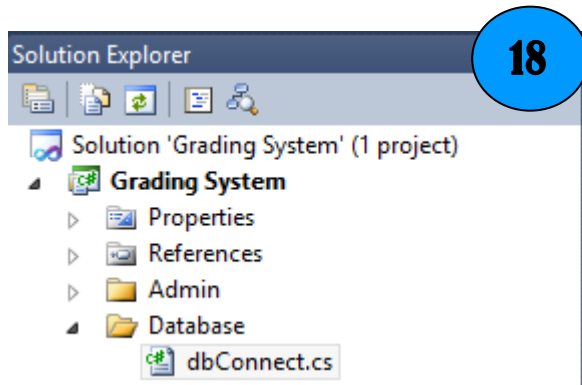 Solution Explorer
18
Solution 'Grading System' (1 project)
Grading System
Properties
References
Admin
Database
dbConnect.cs